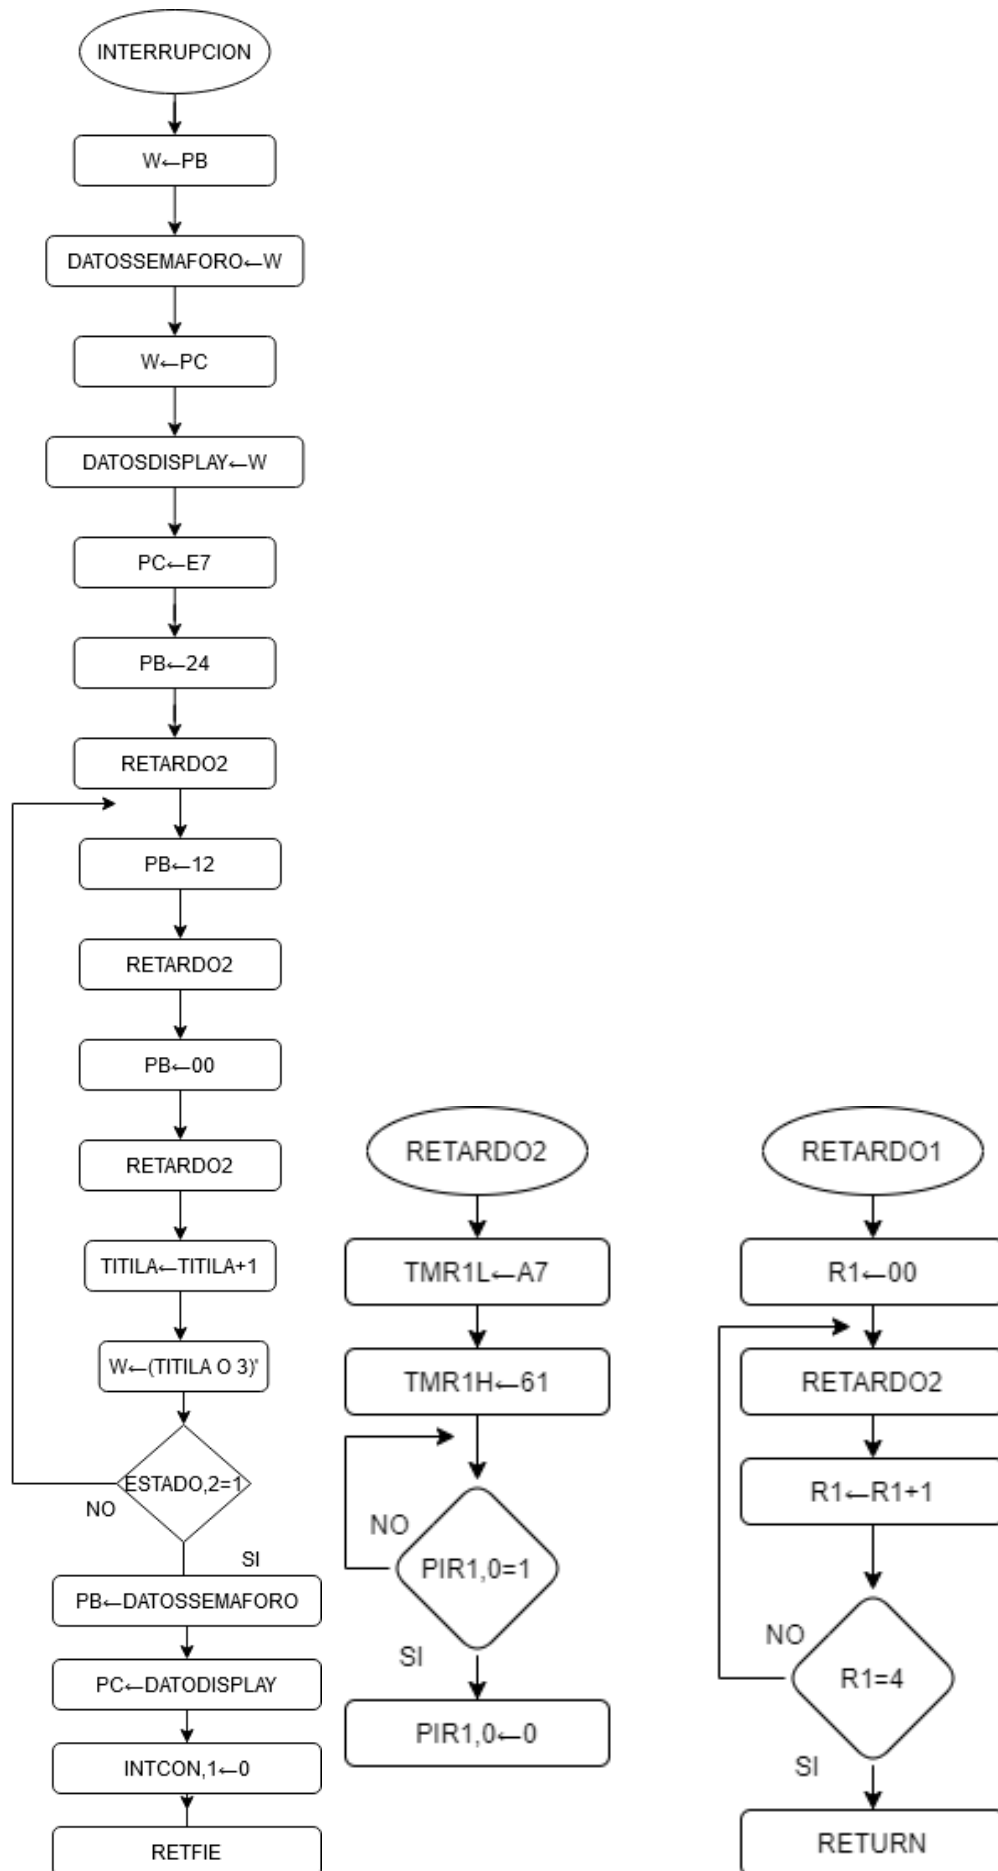 INTERRUPCION
W←PB
DATOSSEMAFORO←W
W←PC
DATOSDISPLAY←W
PC←E7
PB←24
RETARDO2
PB←12
RETARDO2
PB←00
RETARDO2
TITILA←TITILA+1
W←(TITILA O 3)'
ESTADO,2=1
NO
SI
PB←DATOSSEMAFORO
PC←DATODISPLAY
INTCON,1←0
RETFIE
RETARDO2
TMR1L←A7
TMR1H←61
NO
PIR1,0=1
SI
PIR1,0←0
RETARDO1
R1←00
RETARDO2
R1←R1+1
NO
R1=4
SI
RETURN